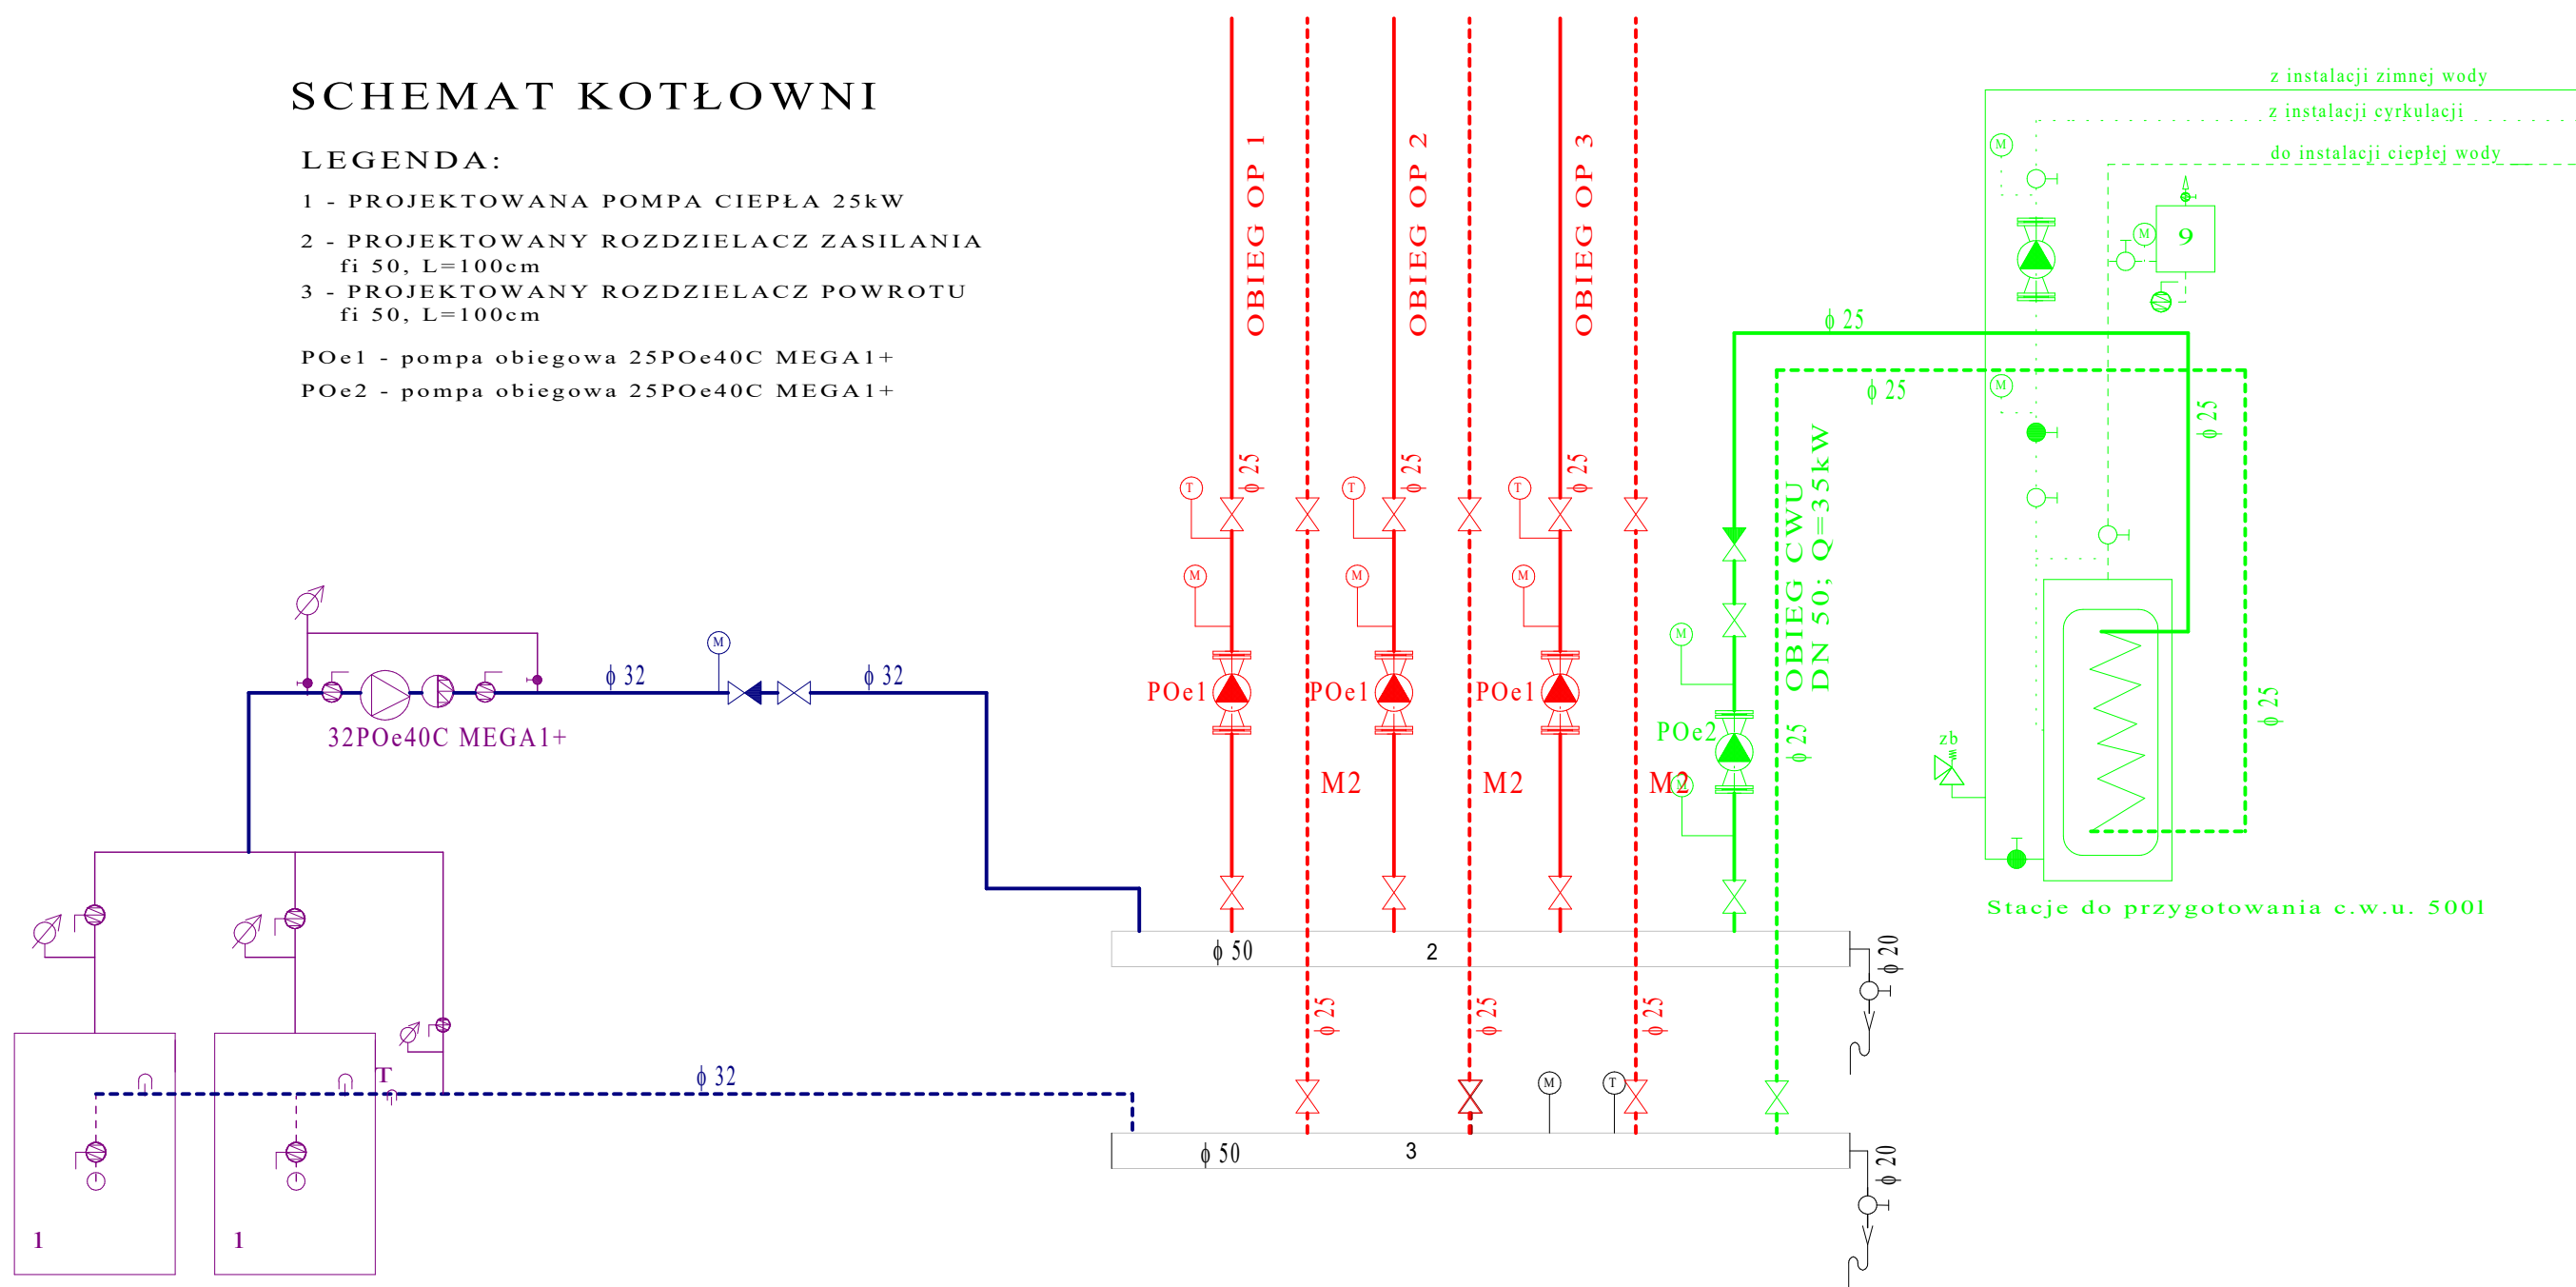 SCHEMAT KOTŁOWNI
LEGENDA:
1 - PROJEKTOWANA POMPA CIEPŁA 25kW
2 - PROJEKTOWANY ROZDZIELACZ ZASILANIA
fi 50, L=100cm
3 - PROJEKTOWANY ROZDZIELACZ POWROTU
fi 50, L=100cm
POe1 - pompa obiegowa 25POe40C MEGA1+
POe2 - pompa obiegowa 25POe40C MEGA1+
OBIEG OP 1
OBIEG OP 2
OBIEG OP 3
z instalacji zimnej wody
z instalacji cyrkulacji
do instalacji ciepłej wody
M
M
9
ϕ 25
M
ϕ 25
ϕ 25
ϕ 25
ϕ 25
ϕ 25
T
T
T
M
M
M
OBIEG CWU
DN 50; Q=35kW
M
M
ϕ 32
ϕ 32
32POe40C MEGA1+
POe1
POe1
POe1
POe2
ϕ 25
ϕ 25
zb
M2
M2
M2
M
Stacje do przygotowania c.w.u. 500l
ϕ 50
2
ϕ 20
ϕ 25
ϕ 25
ϕ 25
T
ϕ 32
M
T
ϕ 50
3
ϕ 20
1
1